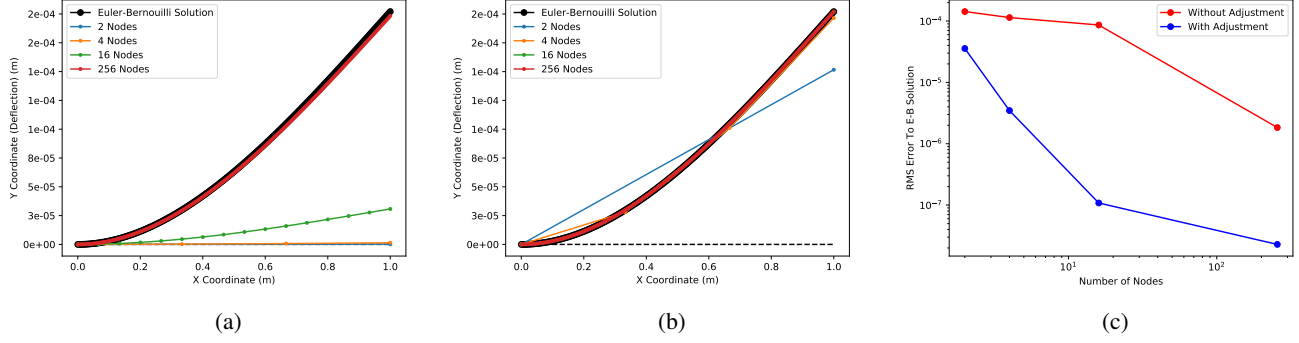 Euler-Bernouilli Solution
2 Nodes
4 Nodes
16 Nodes
256 Nodes
2e-04
2e-04
1e-04
1e-04
1e-04
8e-05
5e-05
3e-05
0e+00
Y Coordinate (Deflection) (m)
0.0 0.2 0.4 0.6 0.8 1.0
X Coordinate (m)
(a)
Euler-Bernouilli Solution
2 Nodes
4 Nodes
16 Nodes
256 Nodes
2e-04
2e-04
1e-04
1e-04
1e-04
8e-05
5e-05
3e-05
0e+00
Y Coordinate (Deflection) (m)
0.0 0.2 0.4 0.6 0.8 1.0
X Coordinate (m)
(b)
Without Adjustment
With Adjustment
10⁻⁴
10⁻⁵
10⁻⁶
10⁻⁷
RMS Error To E-B Solution
10¹ 10²
Number of Nodes
(c)